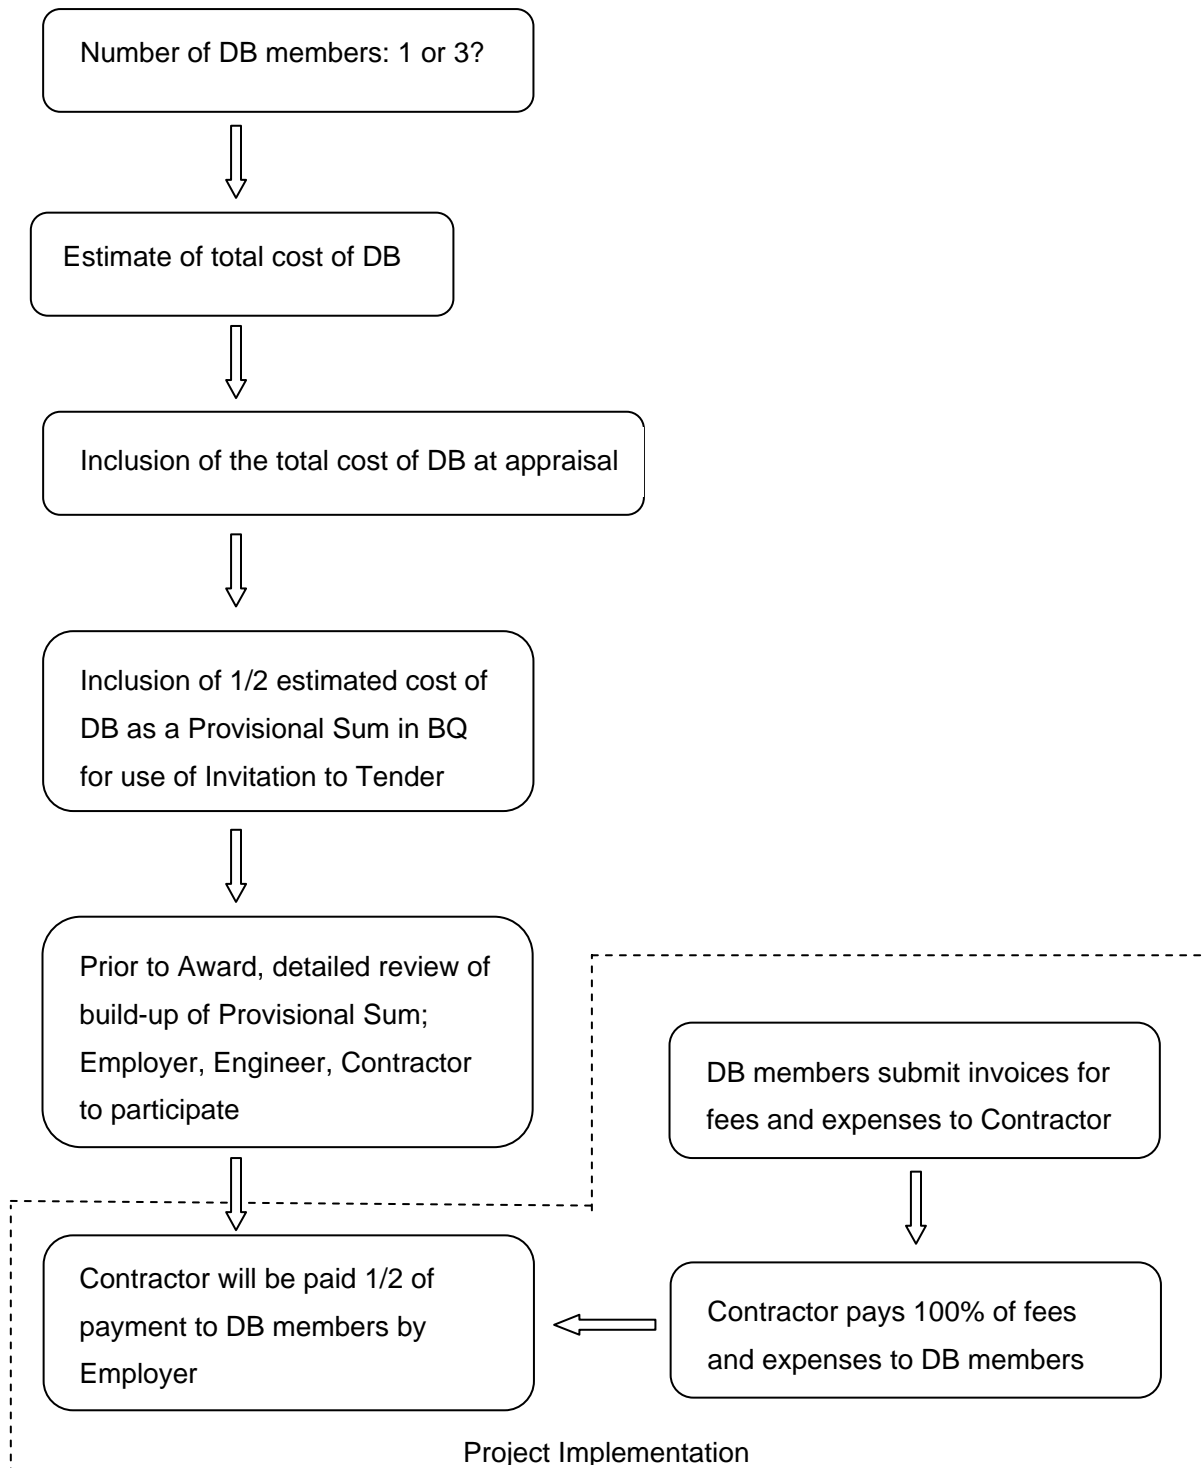 Number of DB members: 1 or 3?
Estimate of total cost of DB
Inclusion of the total cost of DB at appraisal
Inclusion of 1/2 estimated cost of
DB as a Provisional Sum in BQ
for use of Invitation to Tender
Prior to Award, detailed review of
build-up of Provisional Sum;
Employer, Engineer, Contractor
to participate
DB members submit invoices for
fees and expenses to Contractor
Contractor pays 100% of fees
and expenses to DB members
Contractor will be paid 1/2 of
payment to DB members by
Employer
Project Implementation